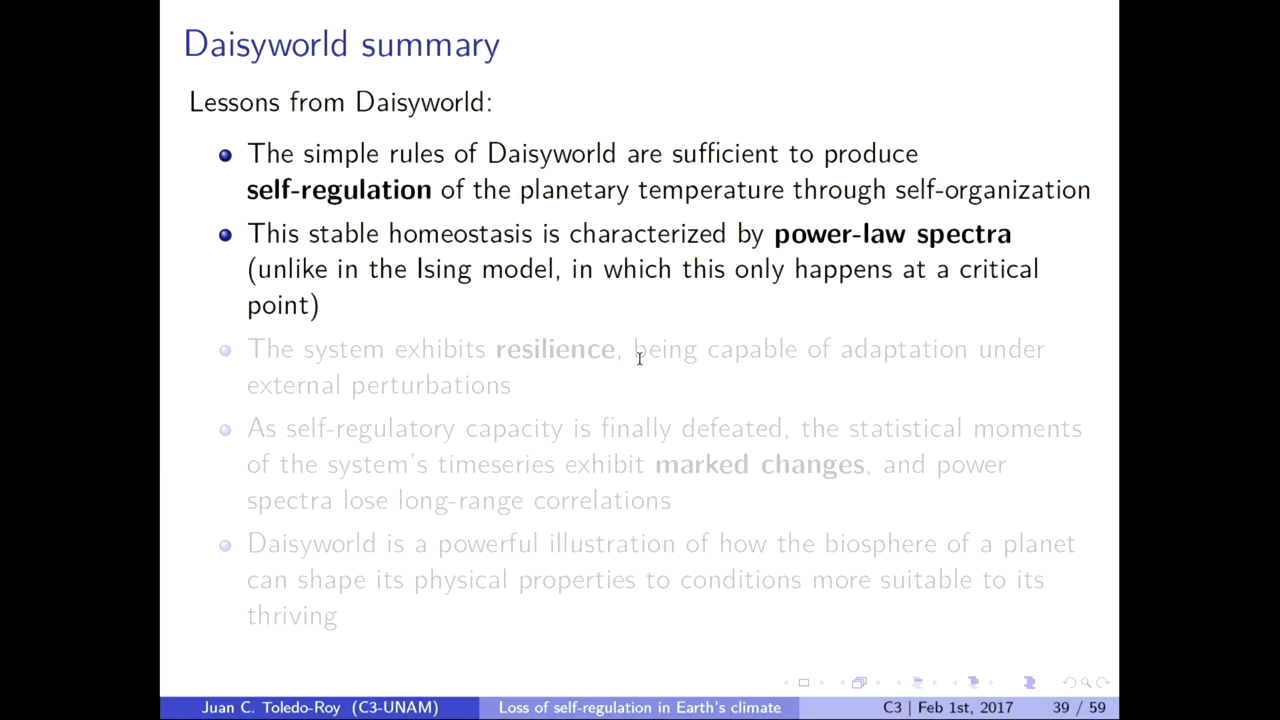 Daisyworld summary
Lessons from Daisyworld:
The simple rules of Daisyworld are sufficient to produce
self-regulation of the planetary temperature through self-organization
This stable homeostasis is characterized by power-law spectra
(unlike in the Ising model, in which this only happens at a critical
point)
The system exhibits resilience, being capable of adaptation under
external perturbations
As self-regulatory capacity is finally defeated, the statistical moments
of the system's timeseries exhibit marked changes, and power
spectra lose long-range correlations
Daisyworld is a powerful illustration of how the biosphere of a planet
can shape its physical properties to conditions more suitable to its
thriving
Juan C. Toledo-Roy (C3-UNAM) Loss of self-regulation in Earth's climate C3 | Feb 1st, 2017 39 / 59